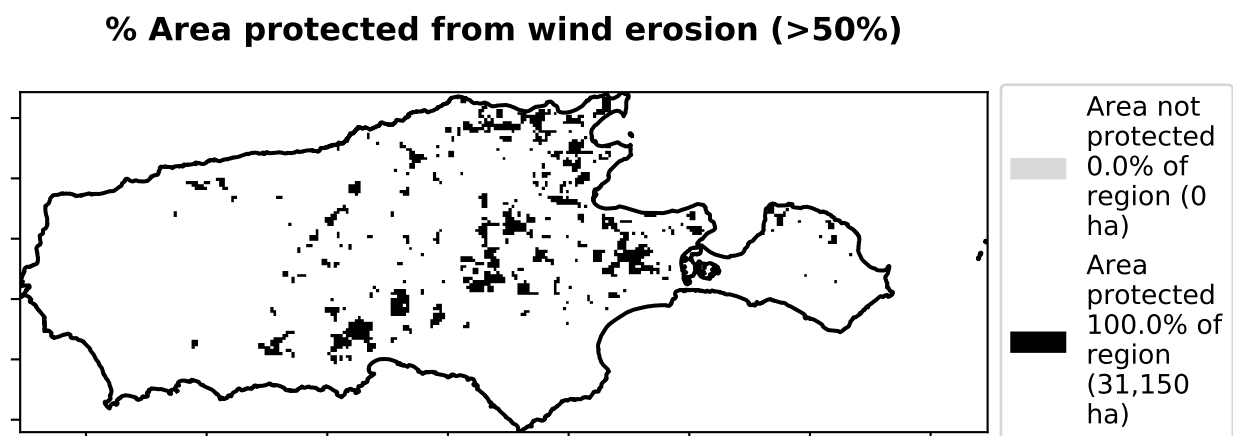 % Area protected from wind erosion (>50%)
Area not
protected
0.0% of
region (0
ha)
Area
protected
100.0% of
region
(31,150
ha)